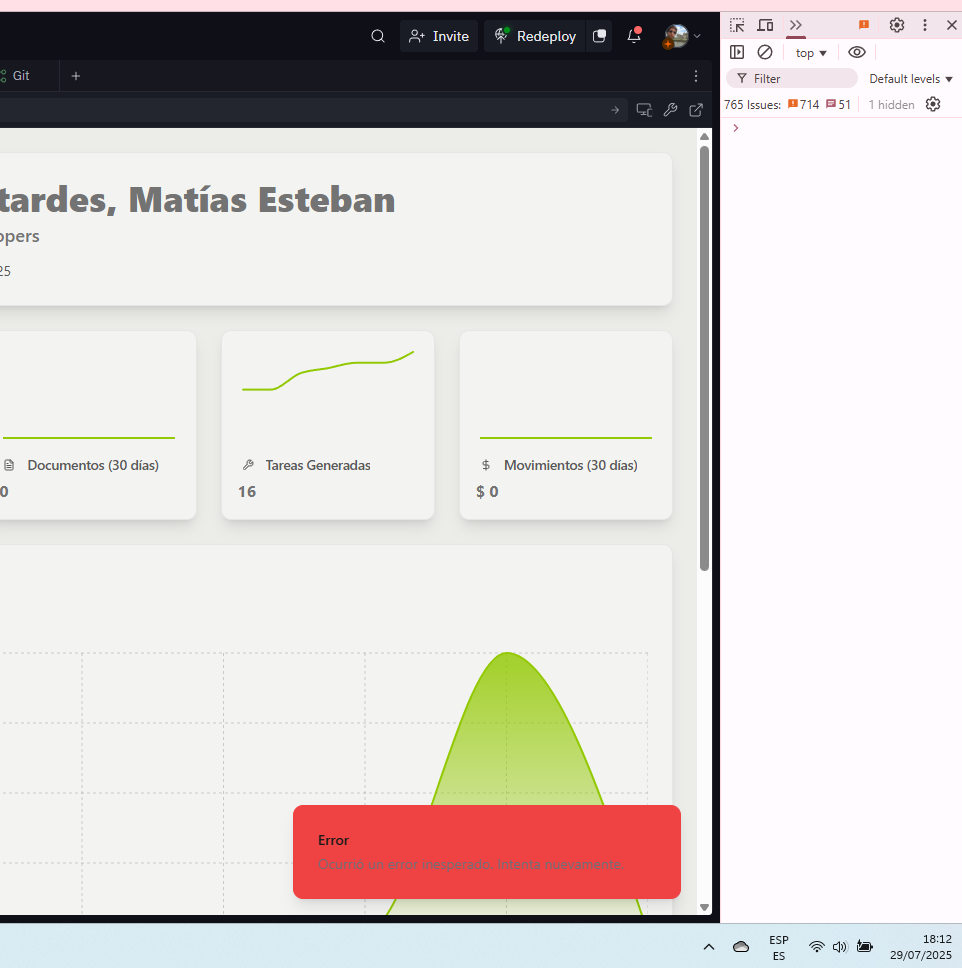 Invite
Redeploy
top
Filter
Default levels
Git
765 Issues: 714 51
1 hidden
tardes, Matías Esteban
opers
25
Documentos (30 días)
0
Tareas Generadas
16
Movimientos (30 días)
$ 0
Error
Ocurrió un error inesperado. Intenta nuevamente.
ESP
ES
18:12
29/07/2025